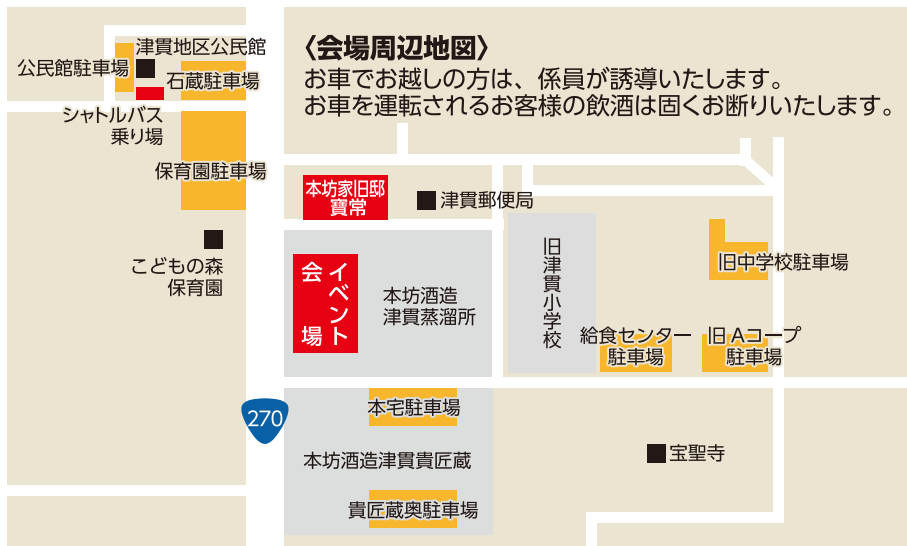 〈会場周辺地図〉
お車でお越しの方は、係員が誘導いたします。
お車を運転されるお客様の飲酒は固くお断りいたします。
津貫地区公民館
公民館駐車場
石蔵駐車場
シャトルバス
乗り場
保育園駐車場
こどもの森
保育園
本坊家旧邸
寶常
津貫郵便局
イベント
会場
本坊酒造
津貫蒸溜所
旧津貫小学校
旧中学校駐車場
給食センター
駐車場
旧Aコープ
駐車場
270
本宅駐車場
本坊酒造津貫貴匠蔵
貴匠蔵奥駐車場
宝聖寺